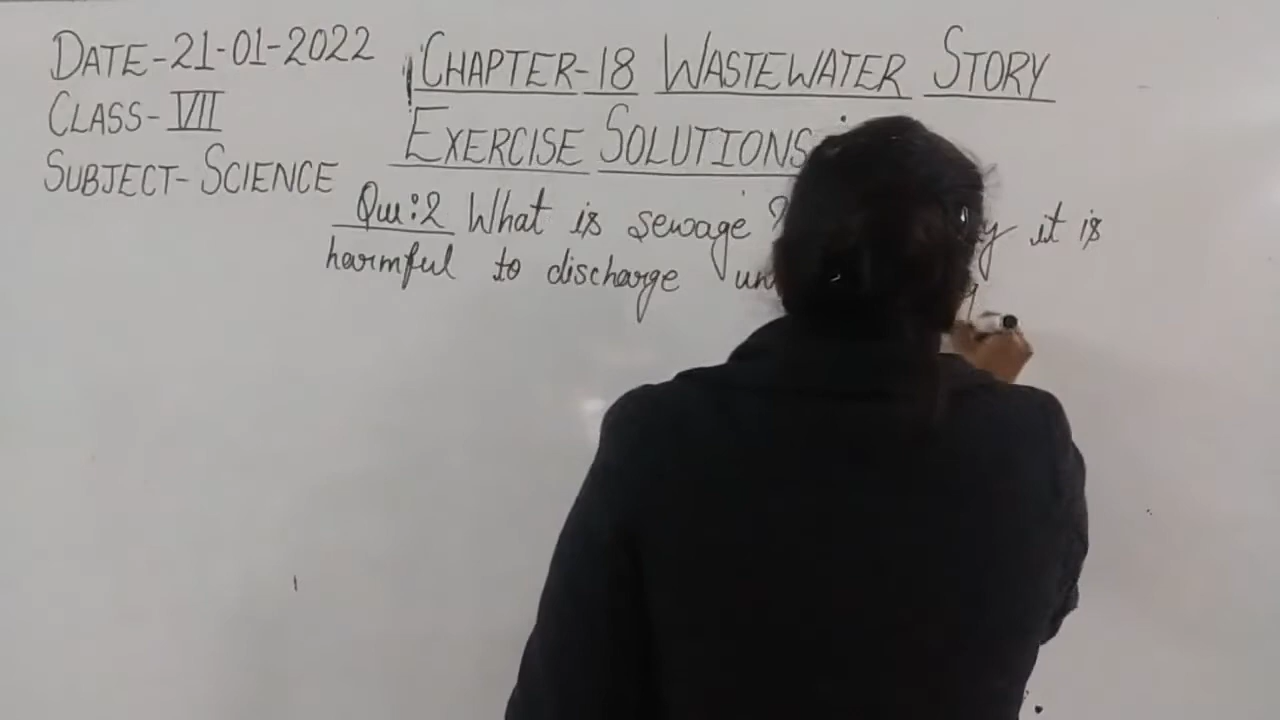 DATE-21-01-2022
CLASS-VII
SUBJECT-SCIENCE
CHAPTER-18 WASTEWATER STORY
EXERCISE SOLUTIONS
Qu:2 What is sewage ? it is
harmful to discharge